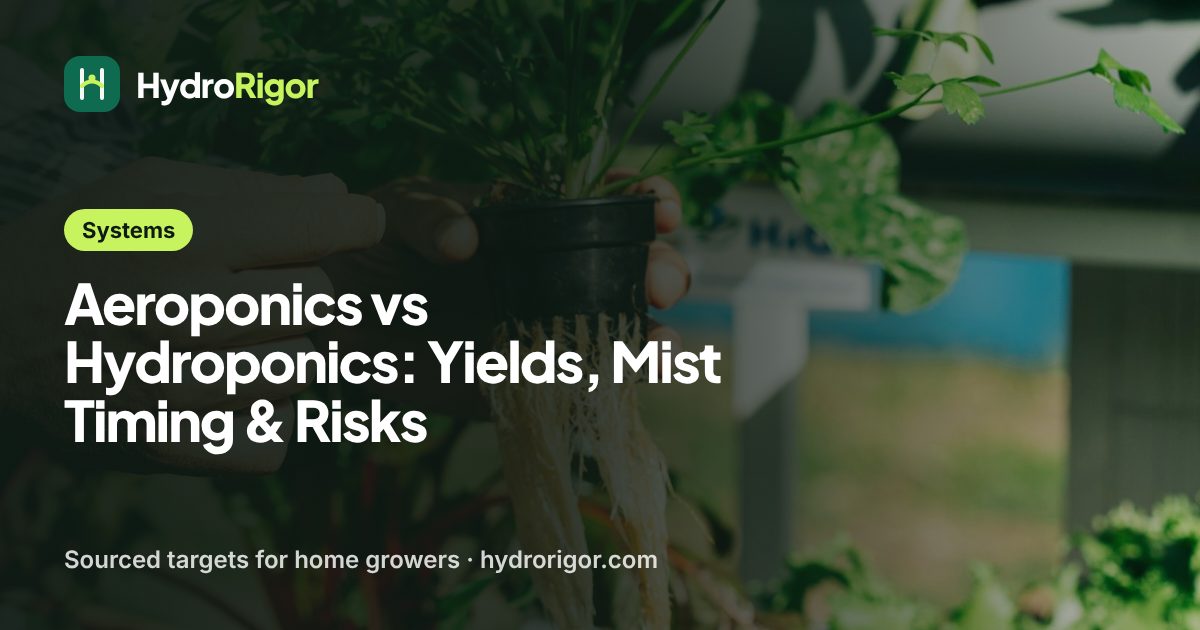 HydroRigor
Systems
Aeroponics vs
Hydroponics: Yields, Mist
Timing & Risks
Sourced targets for home growers · hydrorigor.com